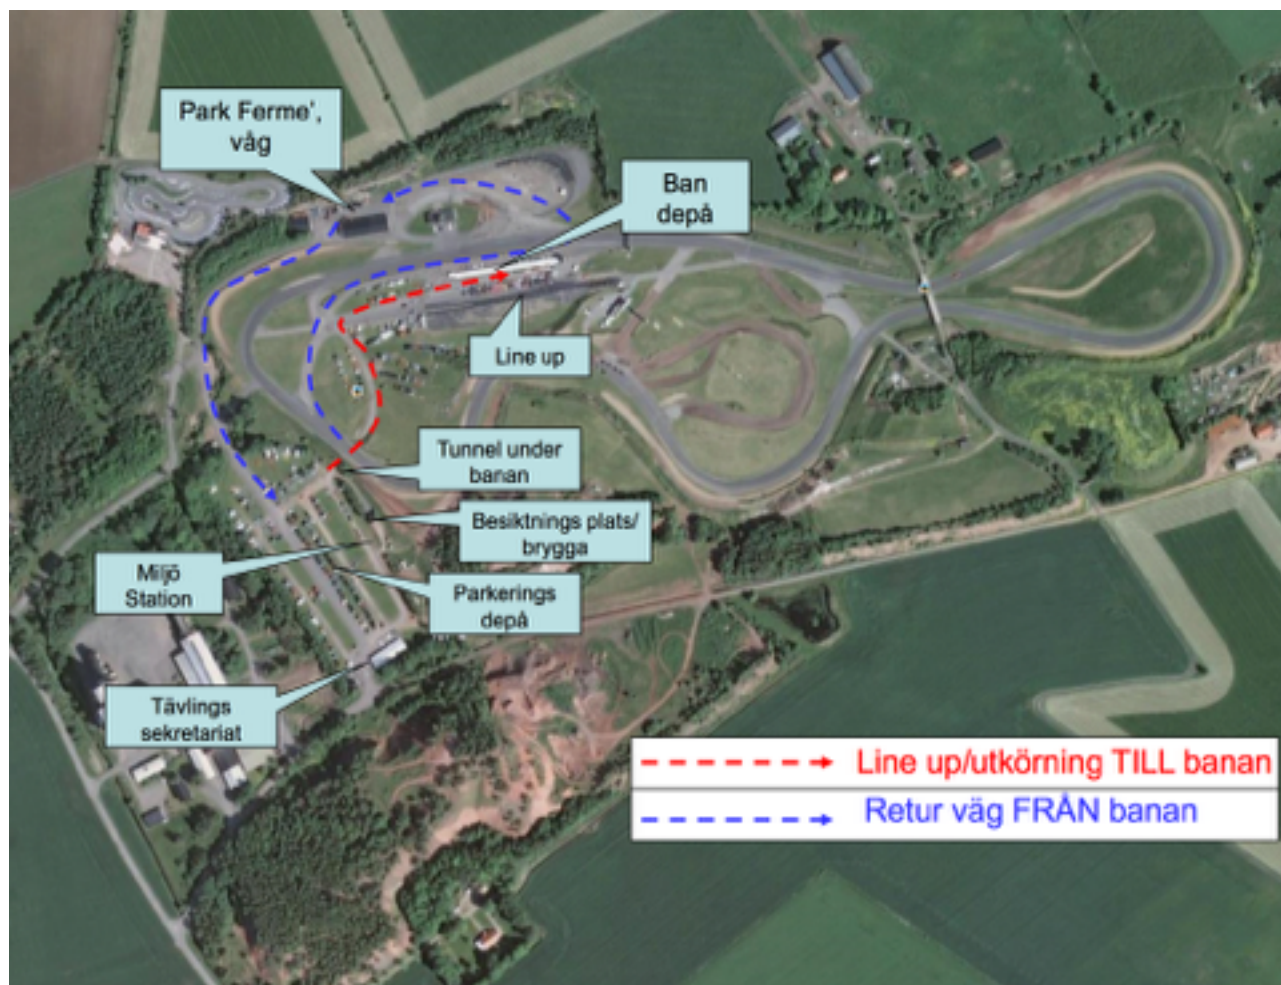 Park Ferme',
våg
Ban
depå
Line up
Tunnel under
banan
Besiktnings plats/
brygga
Miljö
Station
Parkerings
depå
Tävlings
sekretariat
Line up/utkörning TILL banan
Retur väg FRÅN banan